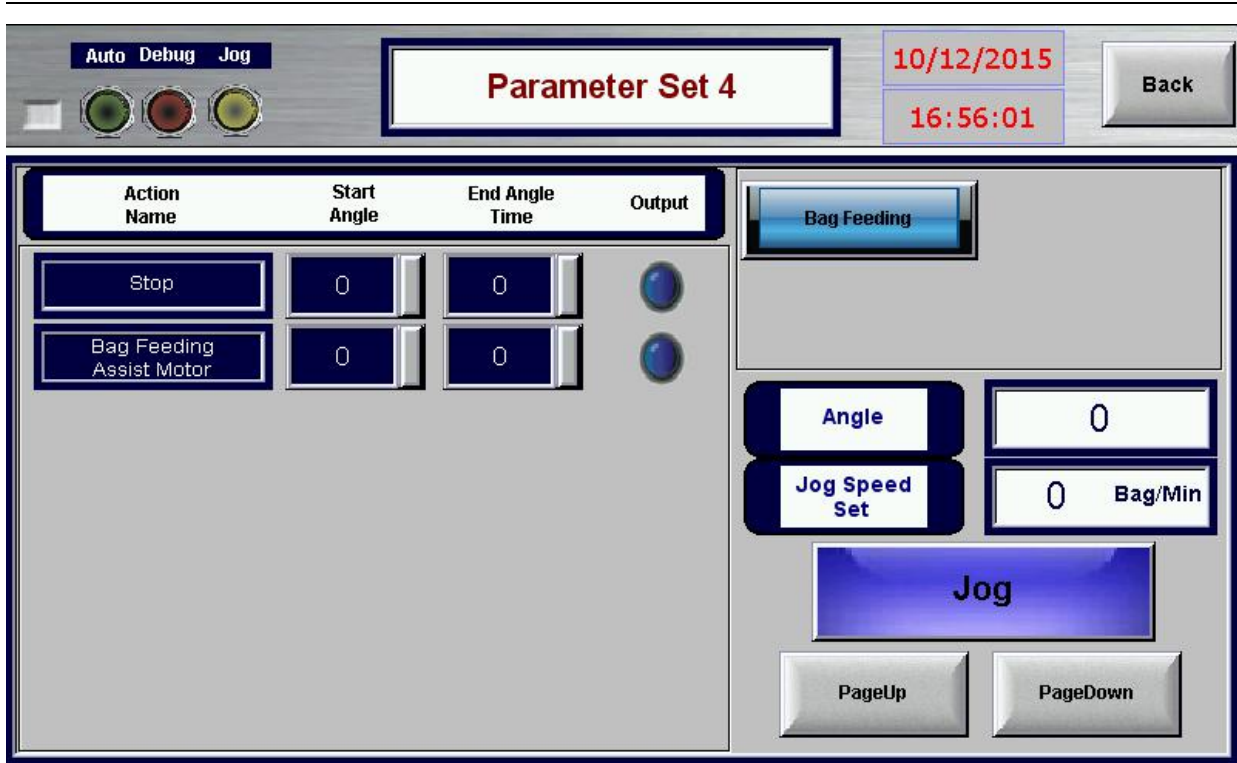 Auto Debug Jog
Parameter Set 4
10/12/2015
16:56:01
Back
Action
Name
Start
Angle
End Angle
Time
Output
Stop
0
0
Bag Feeding
Assist Motor
0
0
Bag Feeding
Angle
0
Jog Speed
Set
0 Bag/Min
Jog
PageUp
PageDown